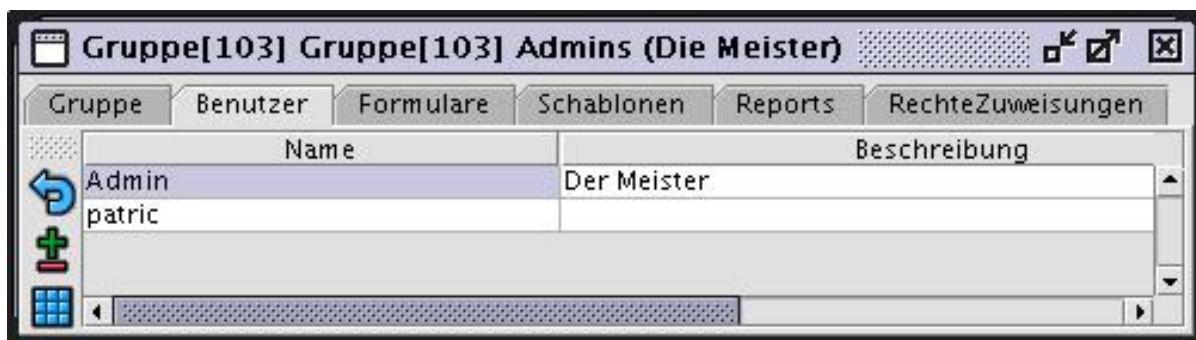 Gruppe[103] Gruppe[103] Admins (Die Meister)
Gruppe Benutzer Formulare Schablonen Reports RechteZuweisungen
Name Beschreibung
Admin Der Meister
patric